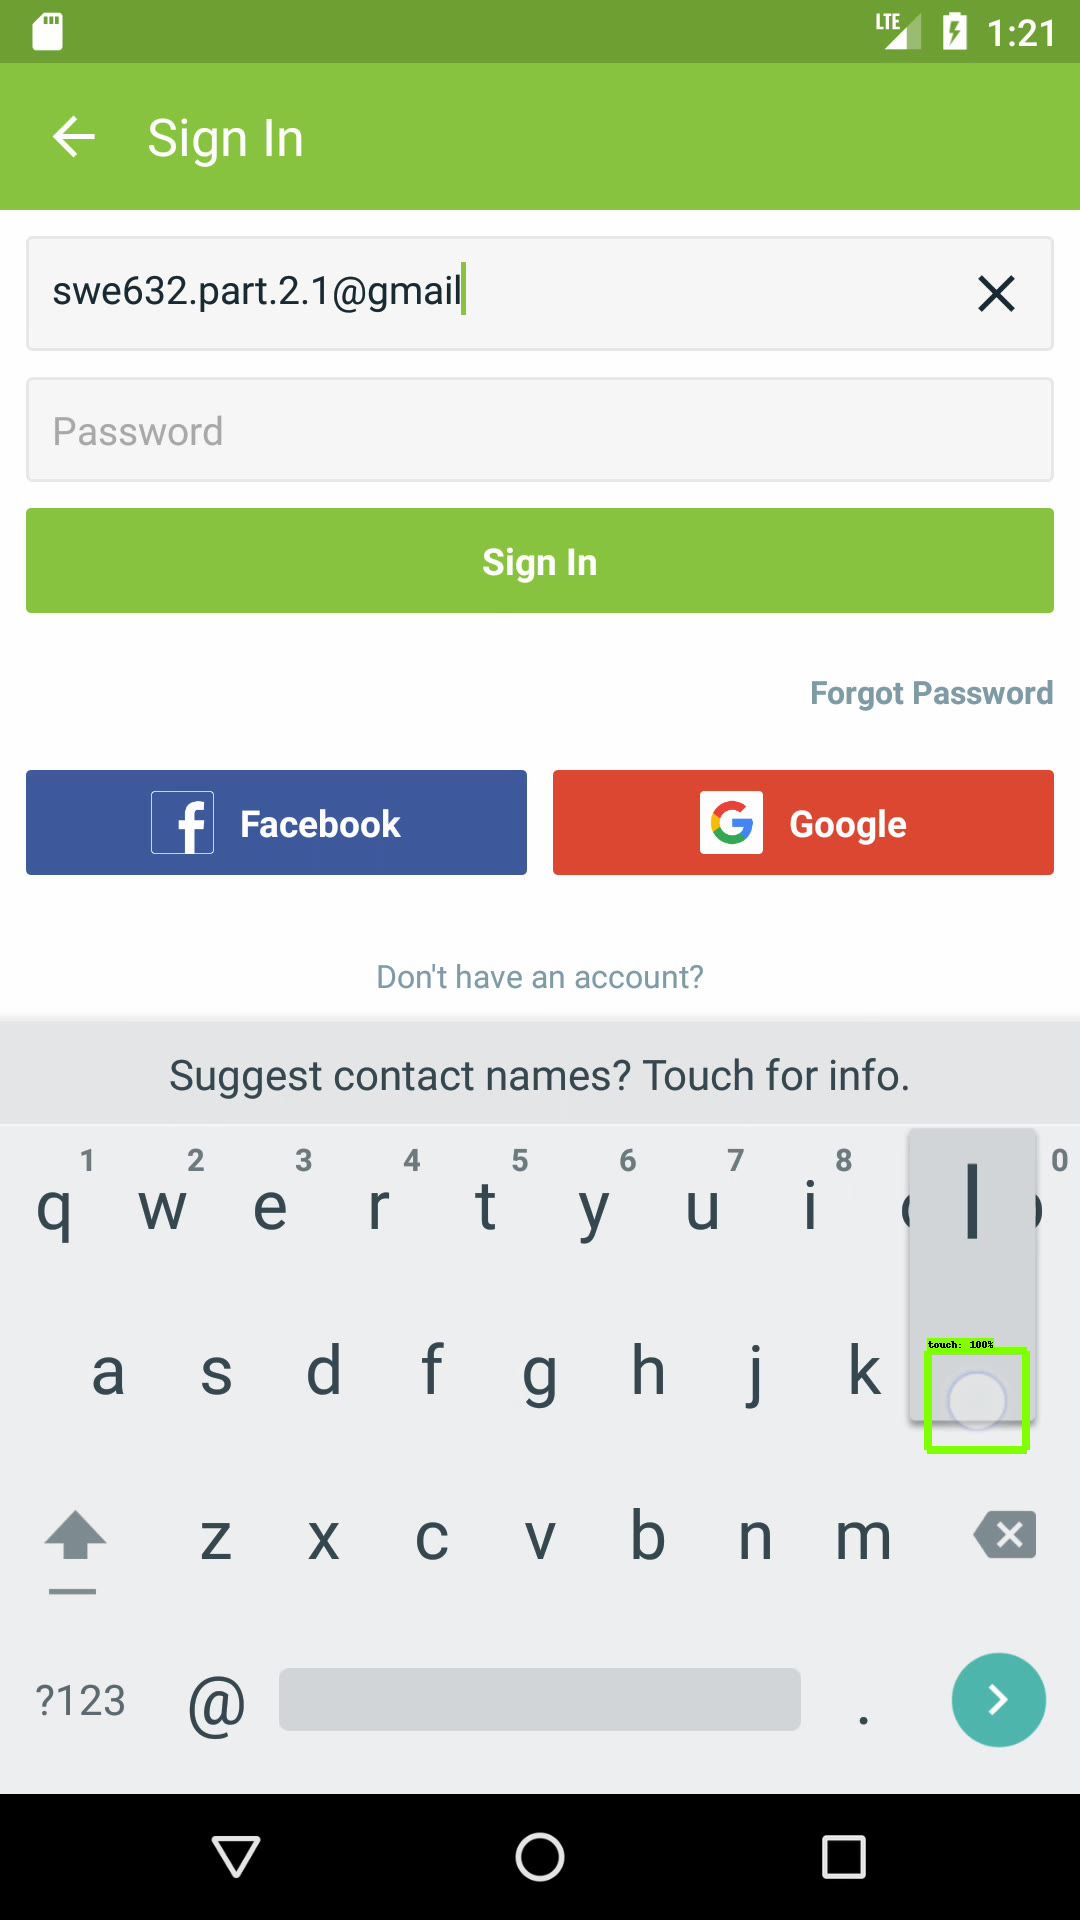 LTE 1:21
Sign In
swe632.part.2.1@gmail
Password
Sign In
Forgot Password
f Facebook
G Google
Don't have an account?
Suggest contact names? Touch for info.
1 2 3 4 5 6 7 8 0
q w e r t y u i l
touch: 100%
a s d f g h j k
z x c v b n m
?123 @ .